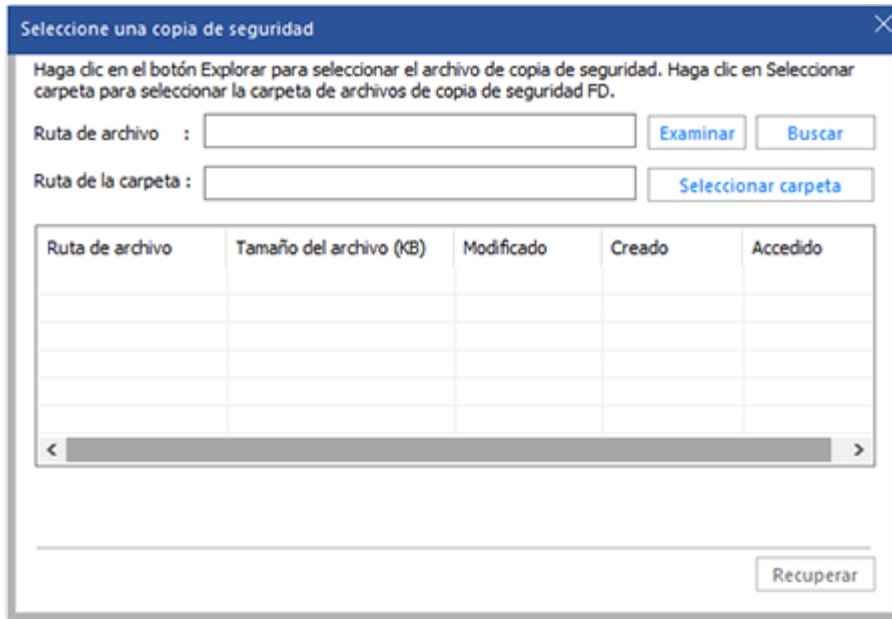 Seleccione una copia de seguridad
Haga clic en el botón Explorar para seleccionar el archivo de copia de seguridad. Haga clic en Seleccionar
carpeta para seleccionar la carpeta de archivos de copia de seguridad FD.
Ruta de archivo : Examinar Buscar
Ruta de la carpeta : Seleccionar carpeta
Ruta de archivo Tamaño del archivo (KB) Modificado Creado Accedido
Recuperar